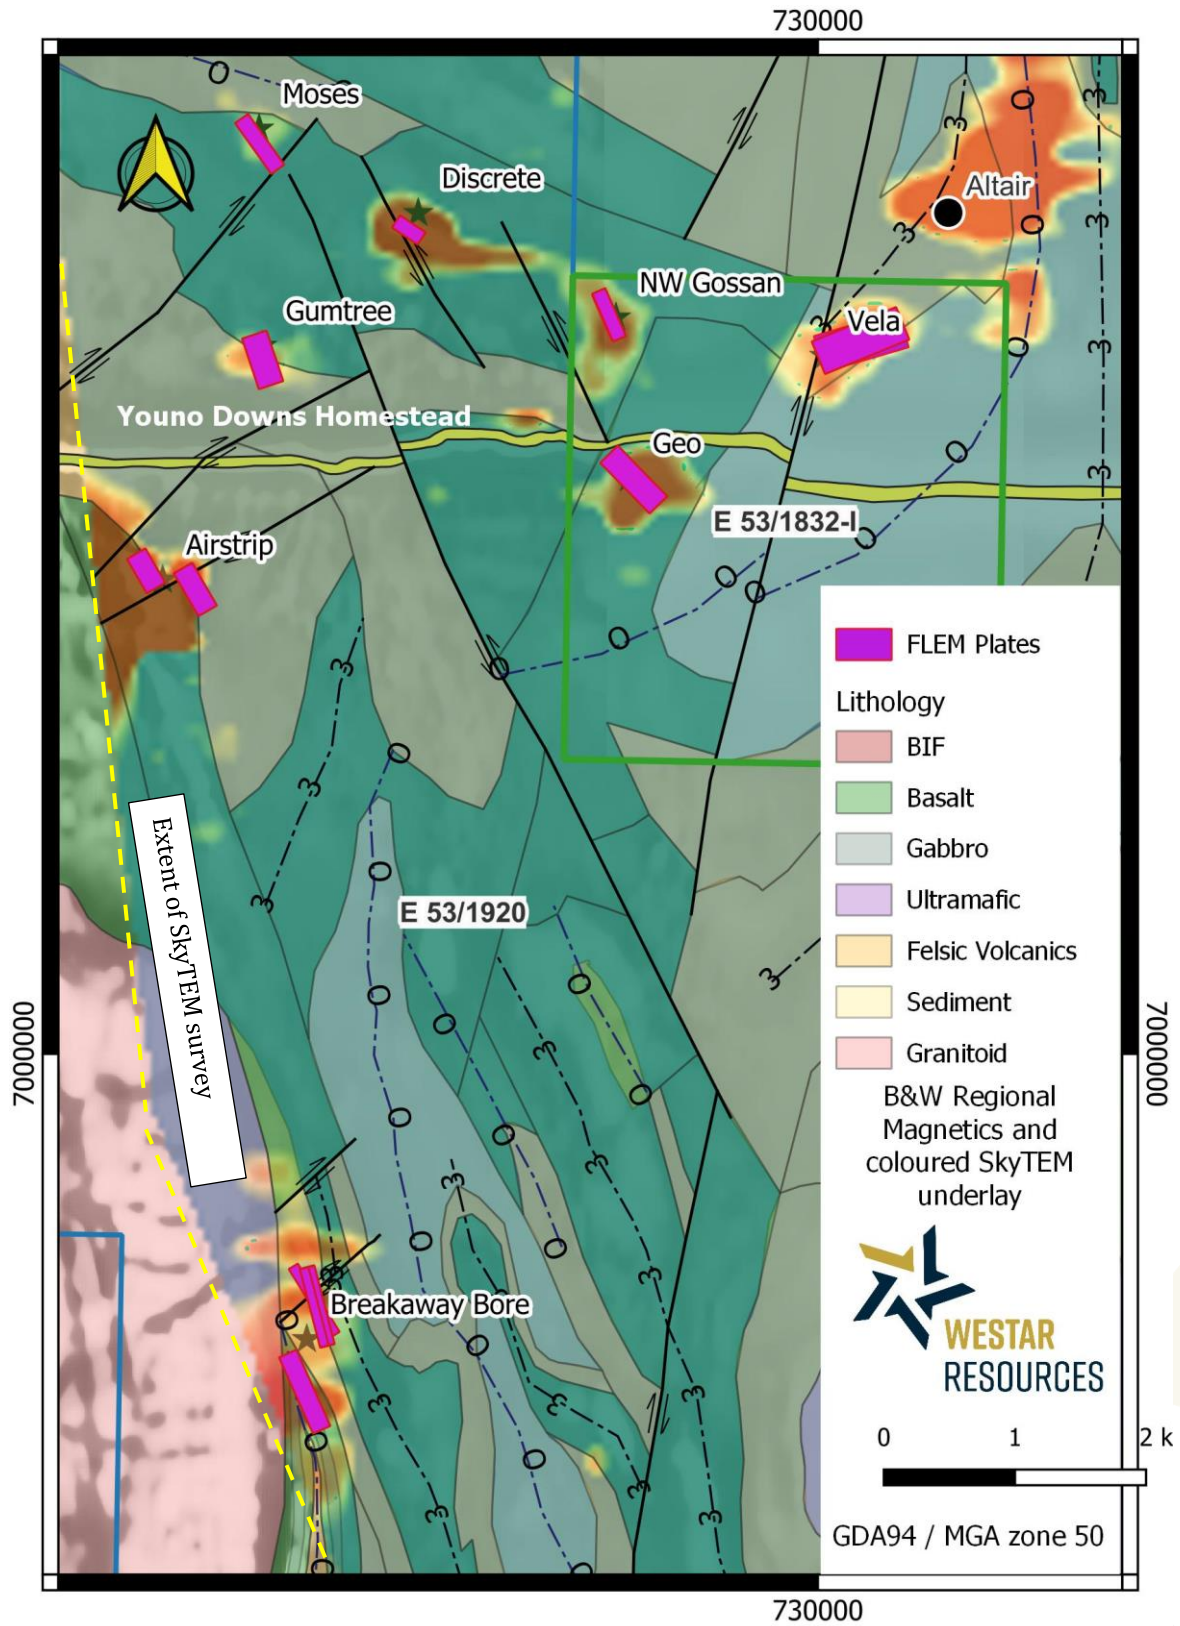 730000
Moses
Discrete
Altair
NW Gossan
Gumtree
Vela
Youno Downs Homestead
Geo
E 53/1832-I
Airstrip
FLEM Plates
Lithology
BIF
Basalt
Gabbro
Ultramafic
Felsic Volcanics
Sediment
Granitoid
B&W Regional
Magnetics and
coloured SkyTEM
underlay
Extent of SkyTEM survey
E 53/1920
7000000
7000000
Breakaway Bore
WESTAR
RESOURCES
0 1 2 k
GDA94 / MGA zone 50
730000